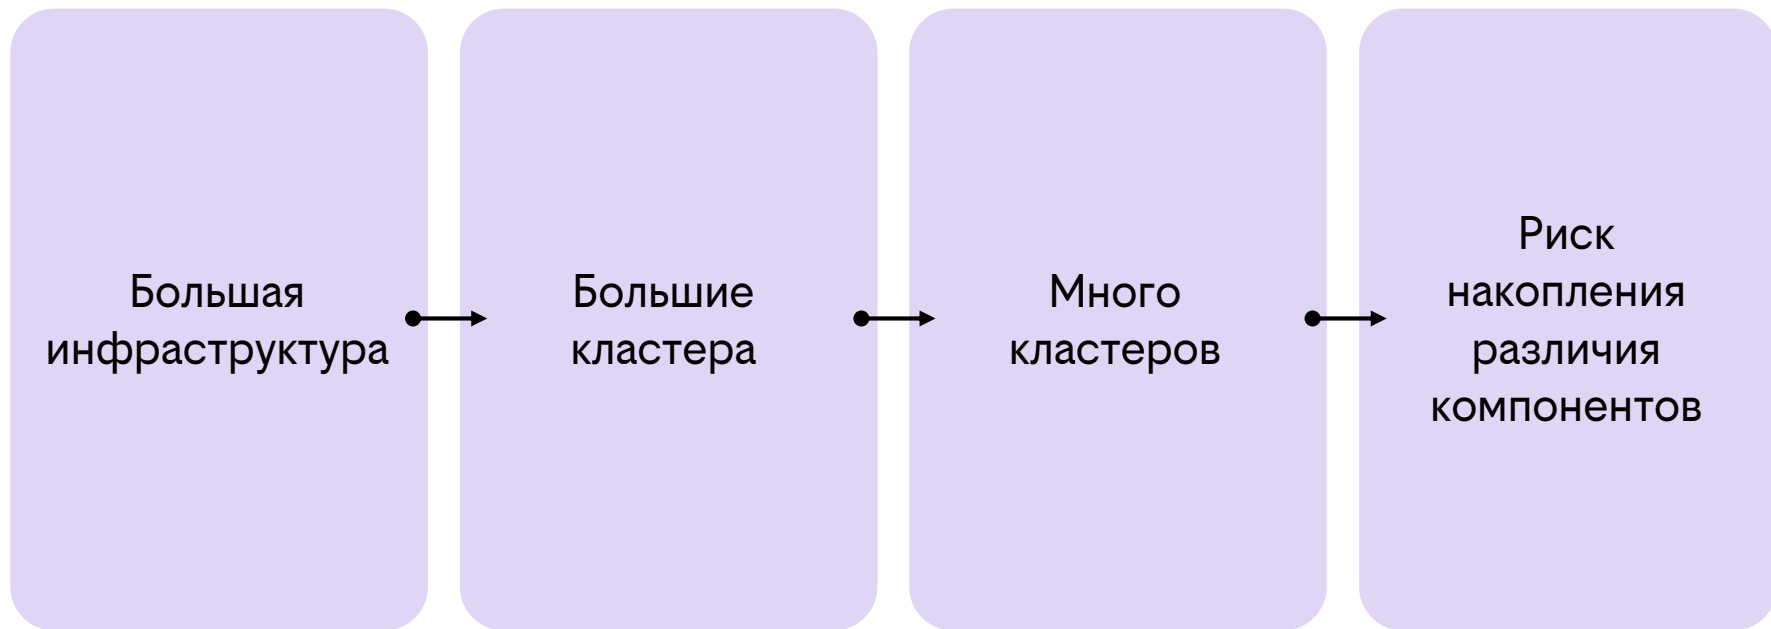 Большая
инфраструктура
Большие
кластера
Много
кластеров
Риск
накопления
различия
компонентов